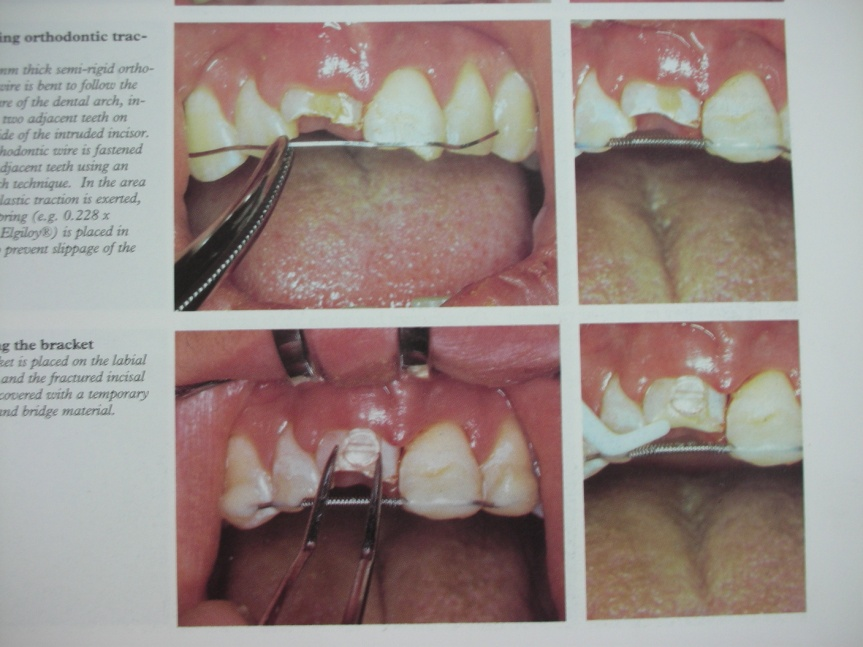 ing orthodontic trac-
mm thick semi-rigid ortho-
wire is bent to follow the
re of the dental arch, in-
two adjacent teeth on
ide of the intruded incisor.
hodontic wire is fastened
djacent teeth using an
h technique. In the area
lastic traction is exerted,
pring (e.g. 0.228 x
Elgiloy®) is placed in
prevent slippage of the
g the bracket
ket is placed on the labial
and the fractured incisal
covered with a temporary
nd bridge material.